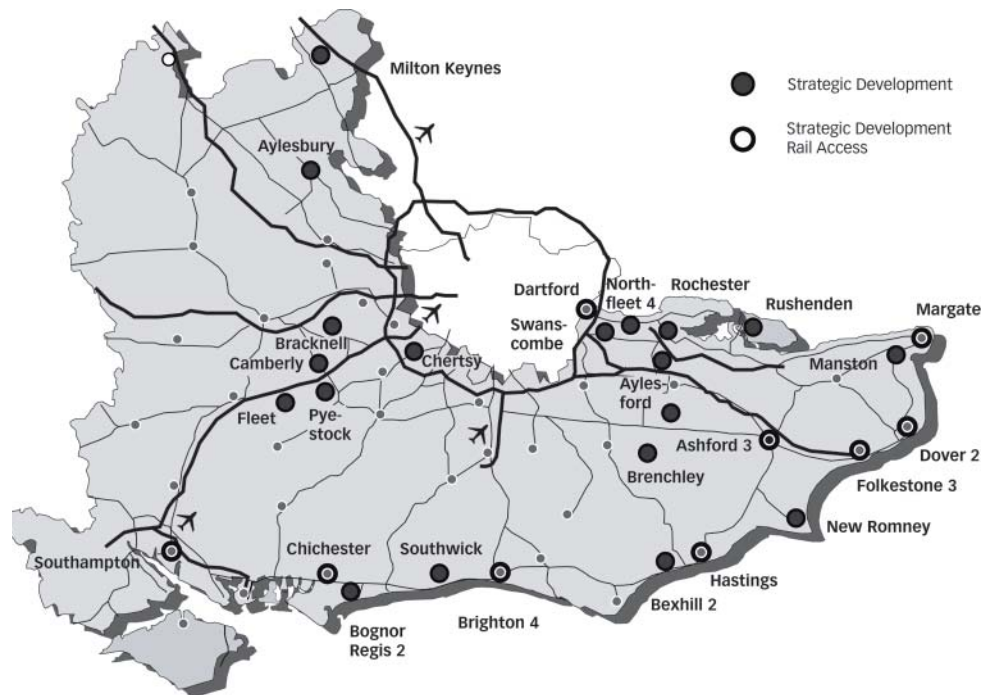 Milton Keynes
Strategic Development
Strategic Development
Rail Access
Aylesbury
Dartford
North-
fleet 4
Rochester
Rushenden
Margate
Swans-
combe
Bracknell
Camberly
Chertsy
Manston
Fleet
Pye-
stock
Ayles-
ford
Ashford 3
Dover 2
Brenchley
Folkestone 3
New Romney
Southampton
Chichester
Southwick
Hastings
Bexhill 2
Brighton 4
Bognor
Regis 2